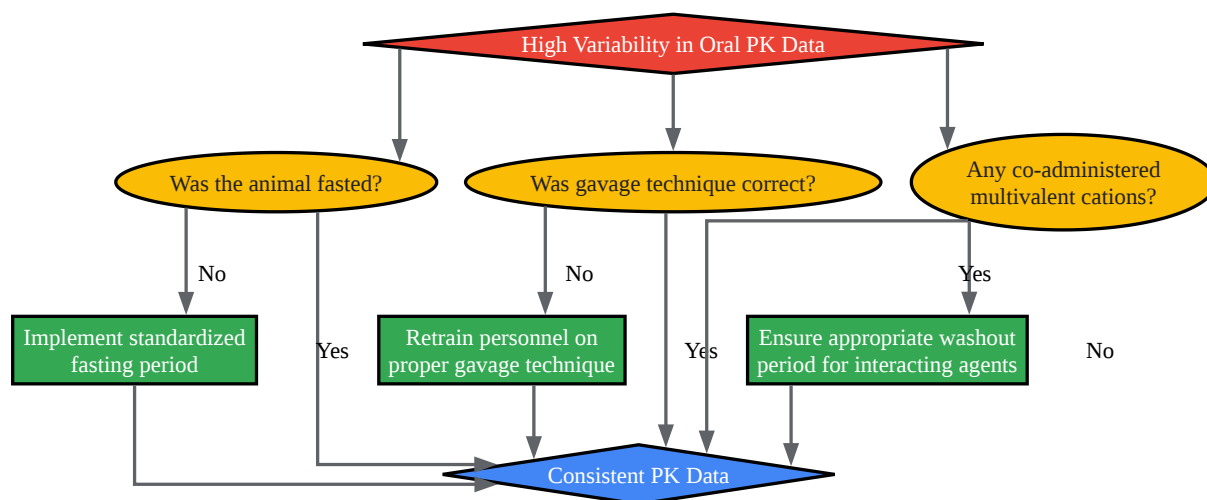 High Variability in Oral PK Data
Was the animal fasted?
Was gavage technique correct?
Any co-administered
multivalent cations?
No
No
Yes
Implement standardized
fasting period
Yes
Retrain personnel on
proper gavage technique
Yes
Ensure appropriate washout
period for interacting agents
No
Consistent PK Data